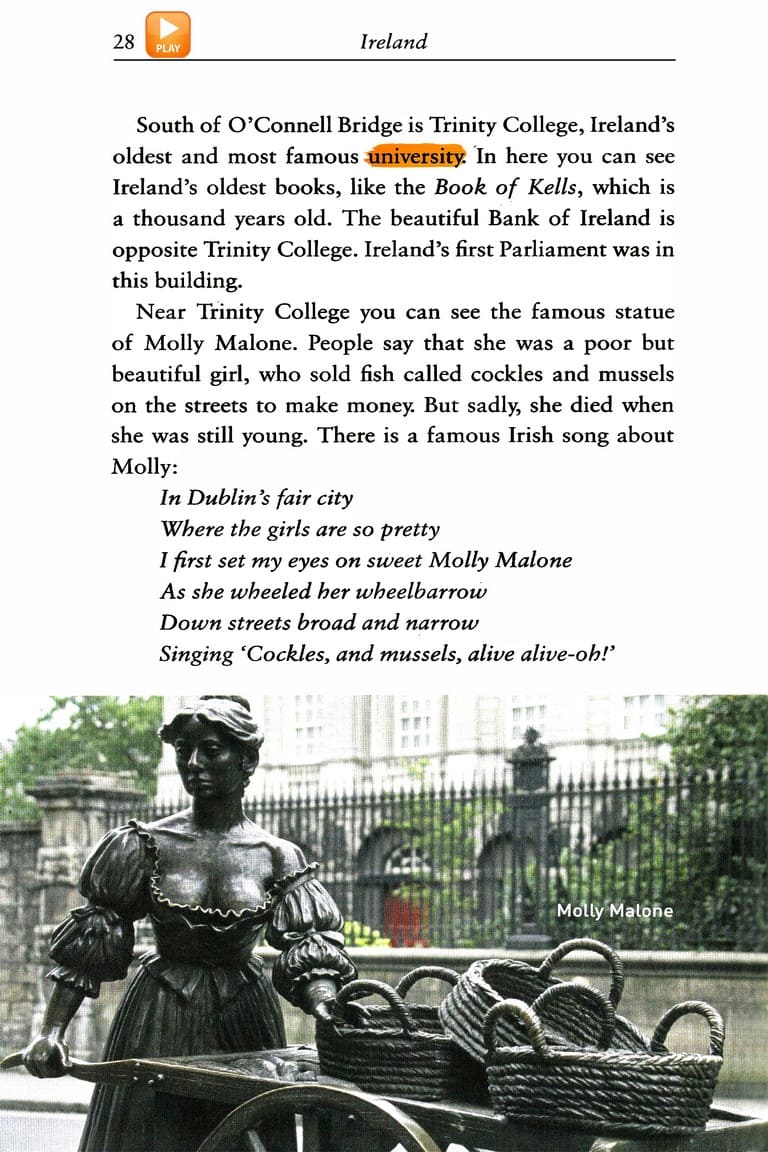 28
PLAY
Ireland
South of O’Connell Bridge is Trinity College, Ireland’s
oldest and most famous university. In here you can see
Ireland’s oldest books, like the Book of Kells, which is
a thousand years old. The beautiful Bank of Ireland is
opposite Trinity College. Ireland’s first Parliament was in
this building.
Near Trinity College you can see the famous statue
of Molly Malone. People say that she was a poor but
beautiful girl, who sold fish called cockles and mussels
on the streets to make money. But sadly, she died when
she was still young. There is a famous Irish song about
Molly:
In Dublin’s fair city
Where the girls are so pretty
I first set my eyes on sweet Molly Malone
As she wheeled her wheelbarrow
Down streets broad and narrow
Singing ‘Cockles, and mussels, alive alive-oh!’
Molly Malone